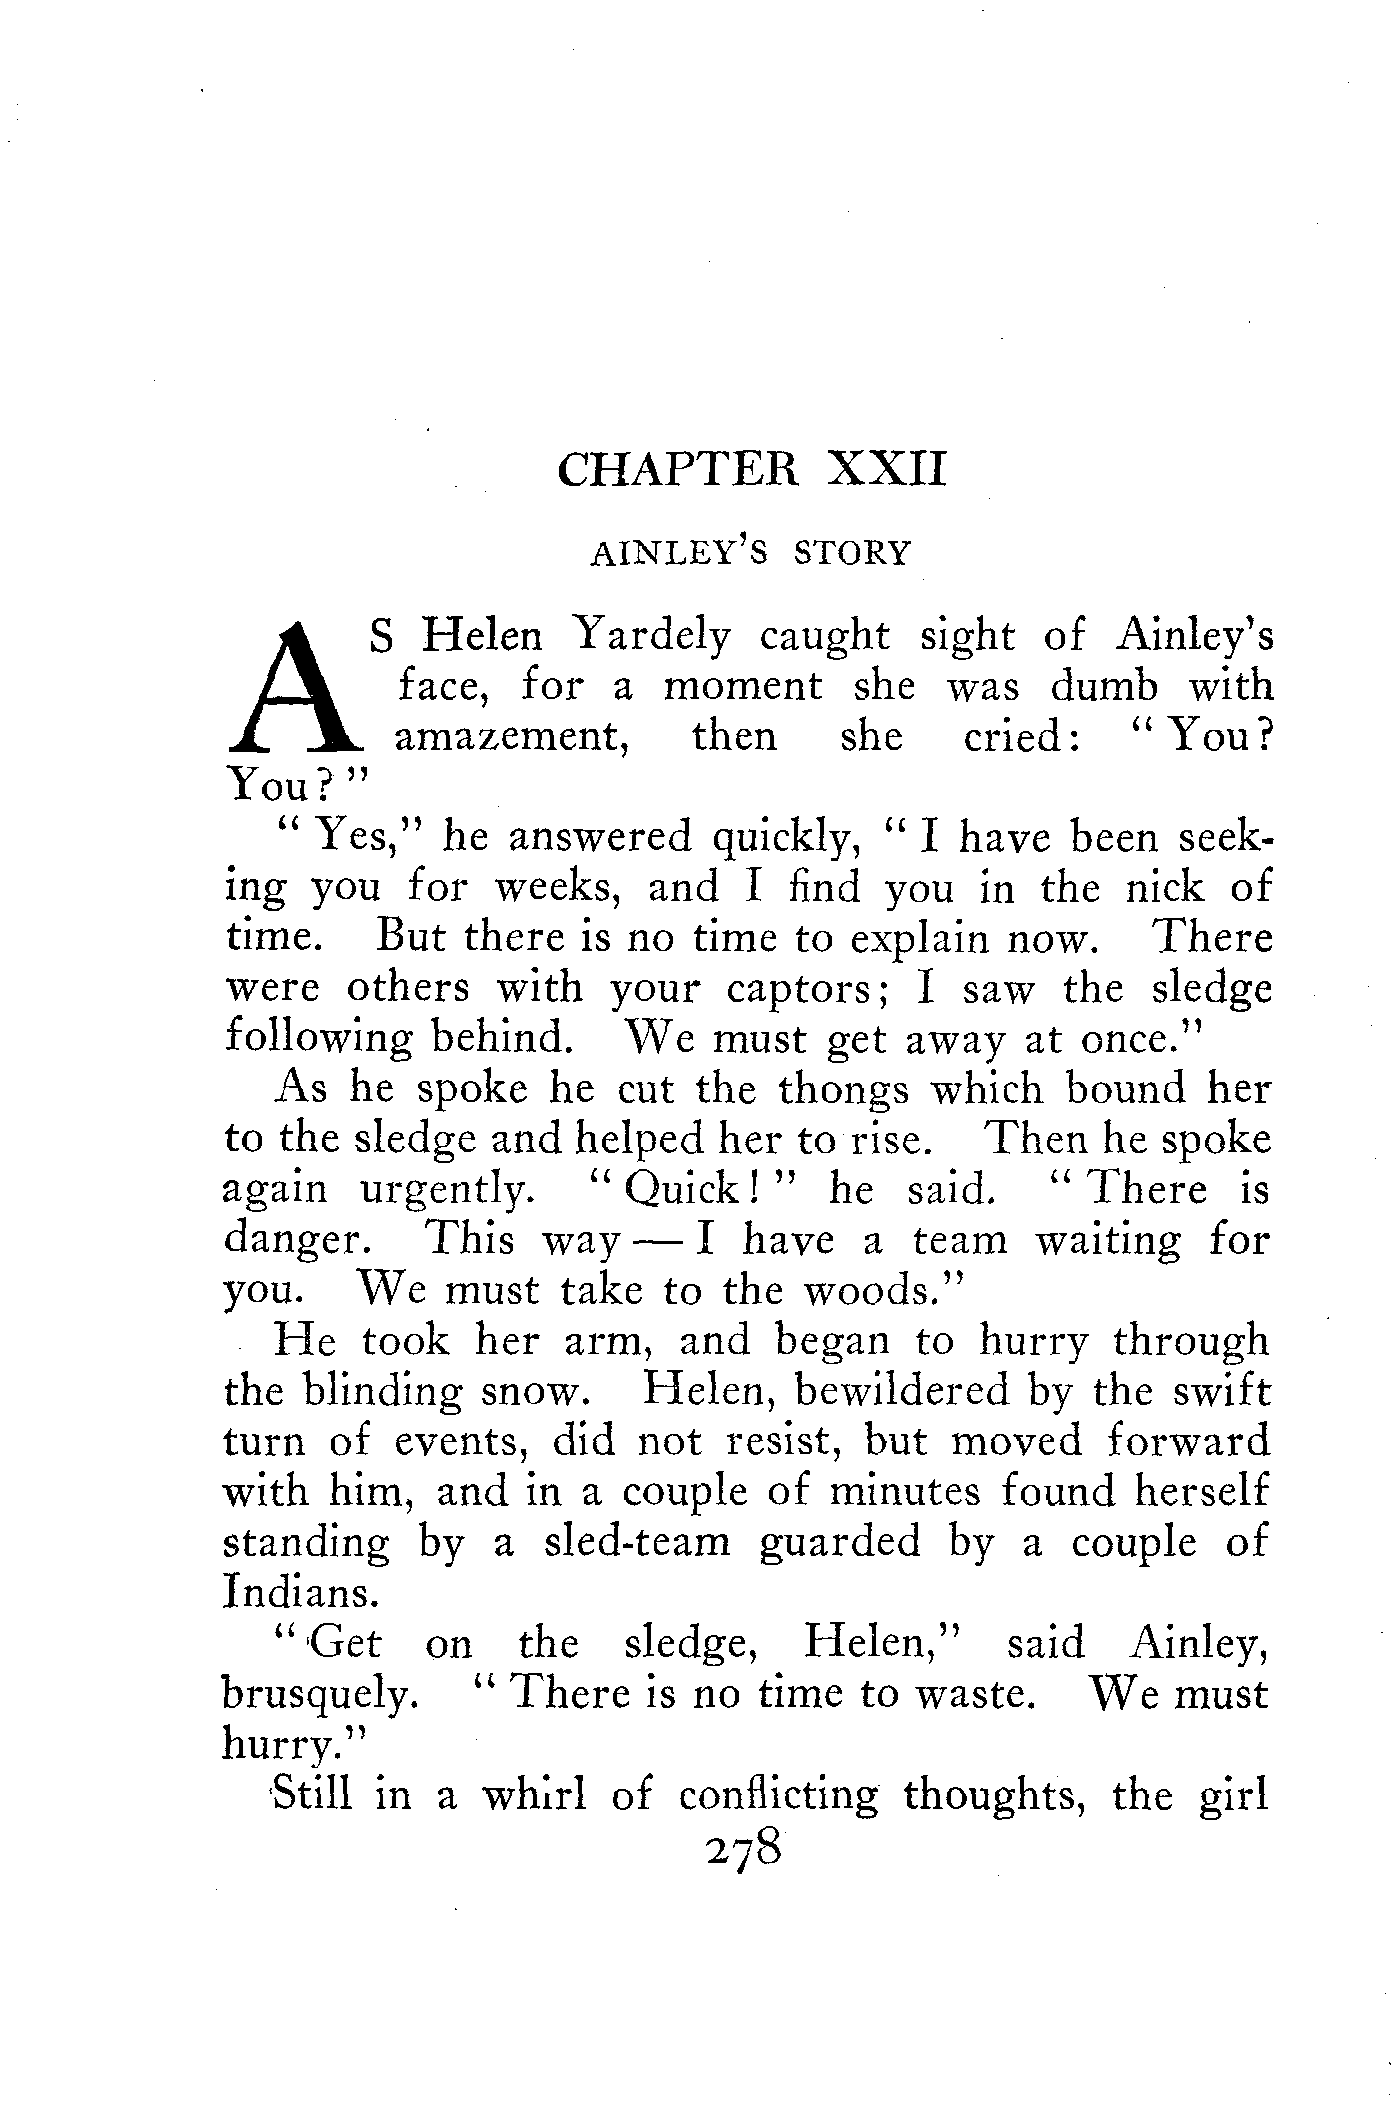 CHAPTER XXII
AINLEY'S STORY
AS Helen Yardely caught sight of Ainley's
face, for a moment she was dumb with
amazement, then she cried: "You?
You?"
"Yes," he answered quickly, "I have been seek-
ing you for weeks, and I find you in the nick of
time. But there is no time to explain now. There
were others with your captors; I saw the sledge
following behind. We must get away at once."
As he spoke he cut the thongs which bound her
to the sledge and helped her to rise. Then he spoke
again urgently. "Quick!" he said. "There is
danger. This way — I have a team waiting for
you. We must take to the woods."
He took her arm, and began to hurry through
the blinding snow. Helen, bewildered by the swift
turn of events, did not resist, but moved forward
with him, and in a couple of minutes found herself
standing by a sled-team guarded by a couple of
Indians.
"Get on the sledge, Helen," said Ainley,
brusquely. "There is no time to waste. We must
hurry."
Still in a whirl of conflicting thoughts, the girl
278